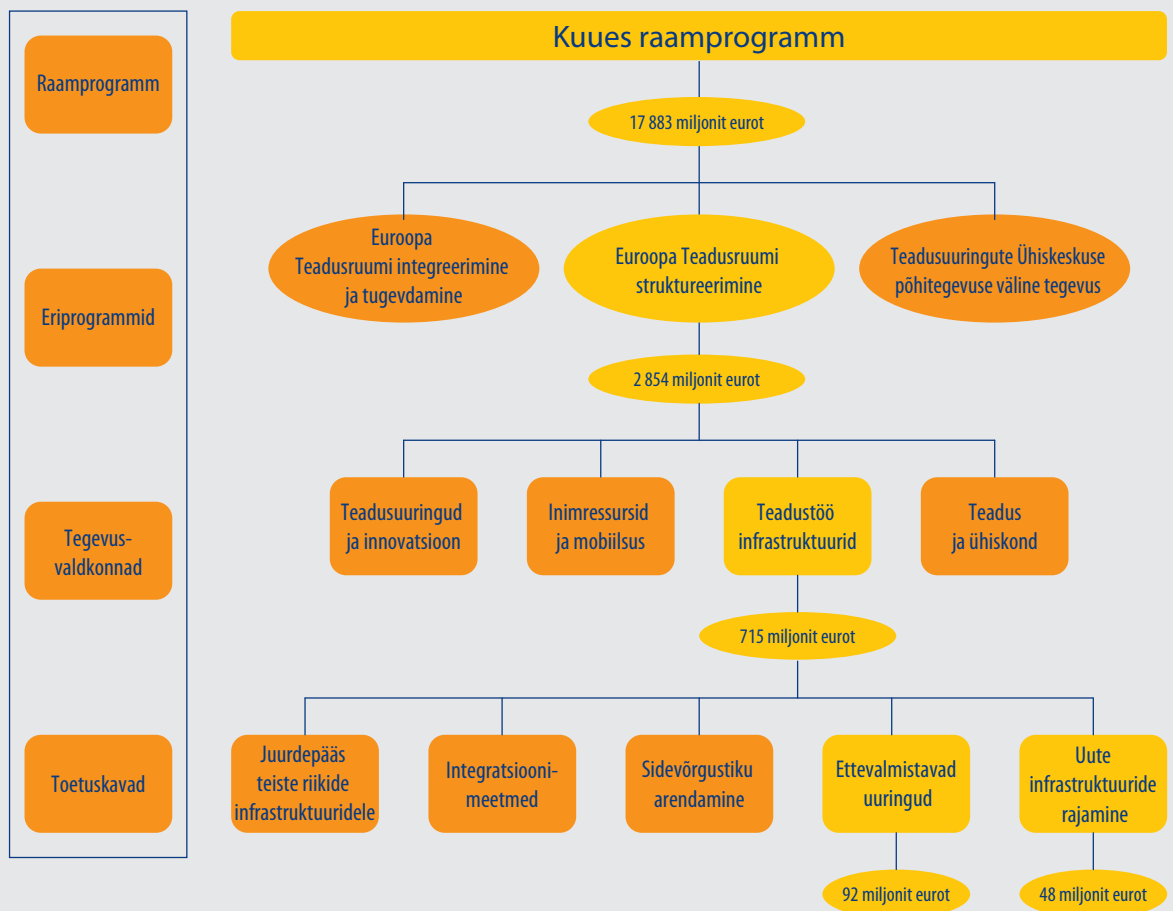 Kuues raamprogramm
Raamprogramm
17 883 miljonit eurot
Euroopa
Teadusruumi integreerimine
ja tugevdamine
Euroopa Teadusruumi
struktureerimine
Teadusuuringute Ühiskeskuse
põhitegevuse väline tegevus
Eriprogrammid
2 854 miljonit eurot
Tegevus-
valdkonnad
Teadusuuringud
ja innovatsioon
Inimressursid
ja mobiilsus
Teadustöö
infrastruktuurid
Teadus
ja ühiskond
715 miljonit eurot
Toetuskavad
Juurdepääs
teiste riikide
infrastruktuuridele
Integratsiooni-
meetmed
Sidevõrgustiku
arendamine
Ettevalmistavad
uuringud
Uute
infrastruktuuride
rajamine
92 miljonit eurot
48 miljonit eurot